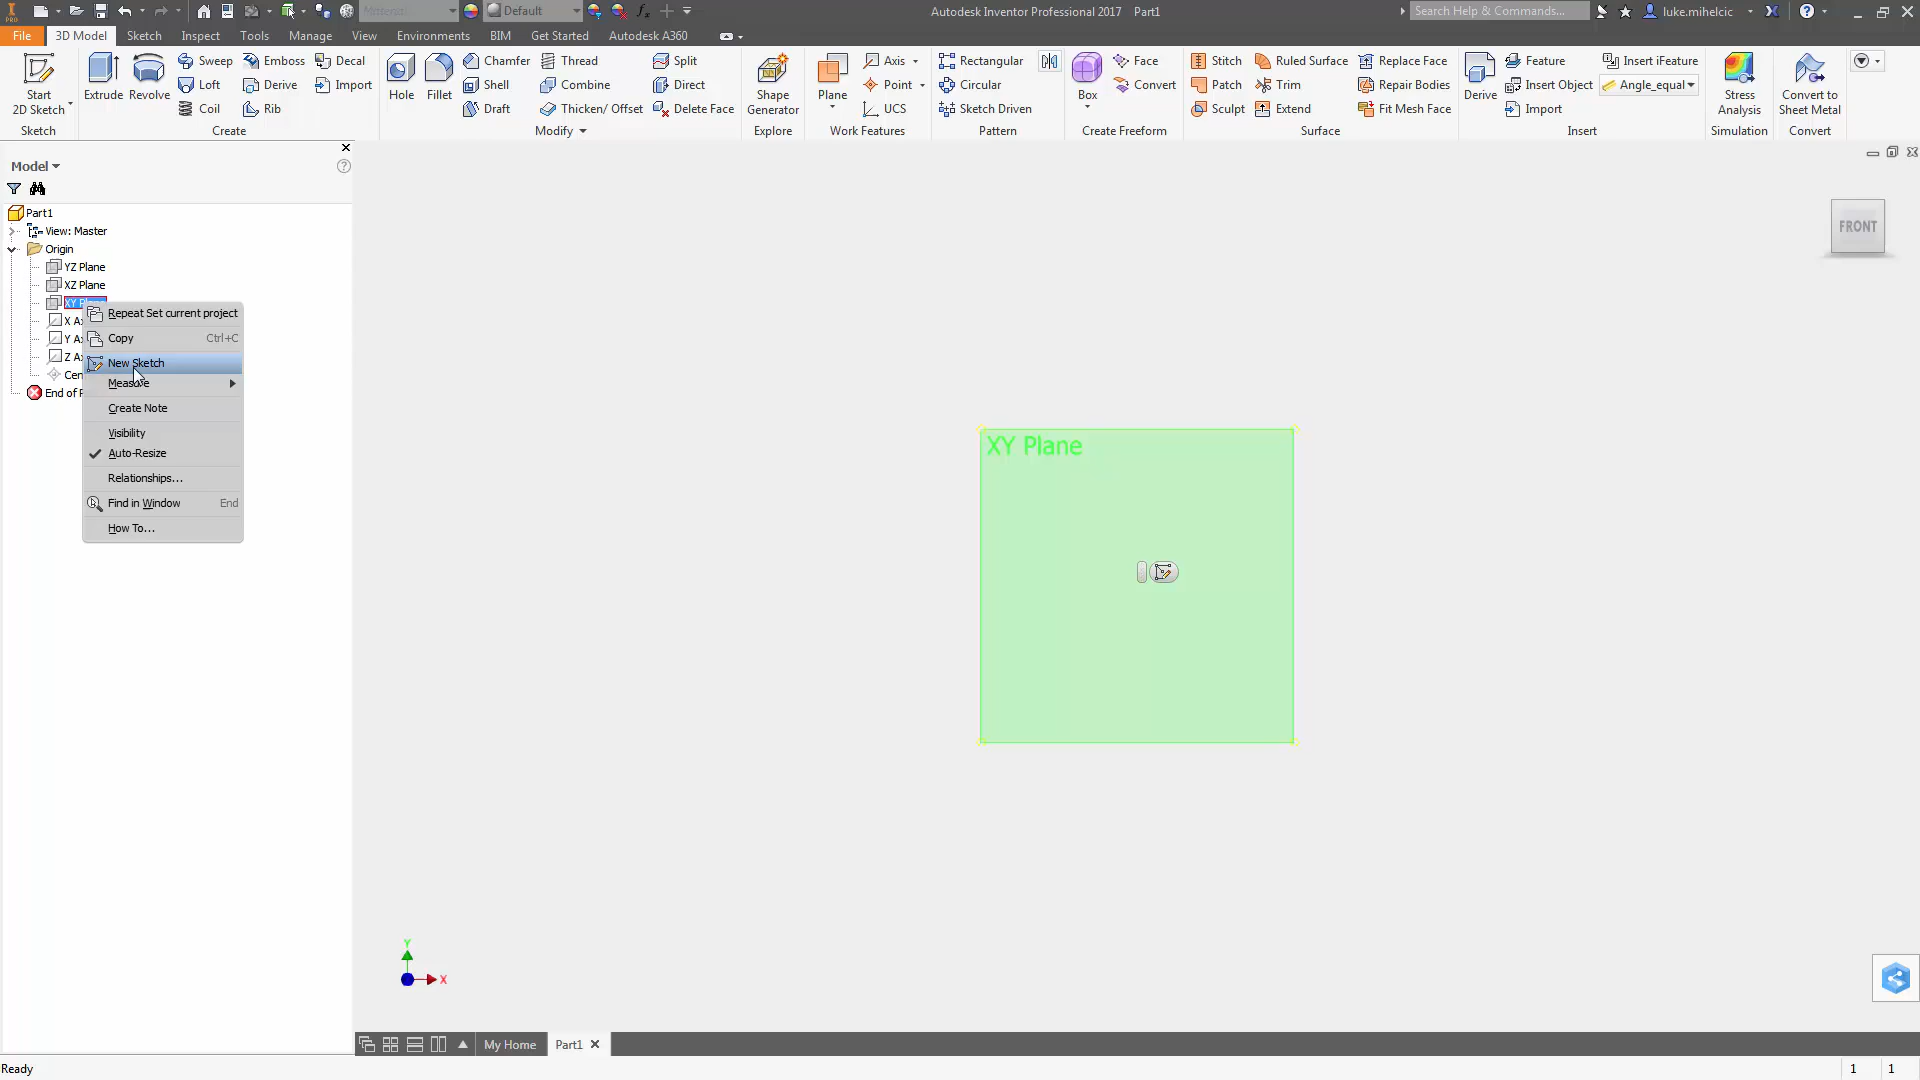 PRO Material Default fx Autodesk Inventor Professional 2017 Part1 Search Help & Commands... luke.mihelcic
File 3D Model Sketch Inspect Tools Manage View Environments BIM Get Started Autodesk A360
Start 2D Sketch Extrude Revolve Sweep Loft Coil Emboss Derive Rib Decal Import
Hole Fillet Chamfer Shell Draft Thread Combine Thicken/ Offset Split Direct Delete Face
Shape Generator Plane Axis Point UCS Rectangular Circular Sketch Driven
Box Face Convert Stitch Patch Sculpt Ruled Surface Trim Extend Replace Face Repair Bodies Fit Mesh Face
Derive Feature Insert Object Import Insert iFeature Angle_equal Stress Analysis Convert to Sheet Metal
Sketch Create Modify Explore Work Features Pattern Create Freeform Surface Insert Simulation Convert
Model
Part1
View: Master
Origin
YZ Plane
XZ Plane
XY
X
Y
Z
End of
Repeat Set current project
Copy Ctrl+C
New Sketch
Measure
Create Note
Visibility
Auto-Resize
Relationships...
Find in Window End
How To...
FRONT
XY Plane
Y
X
My Home Part1
Ready 1 1